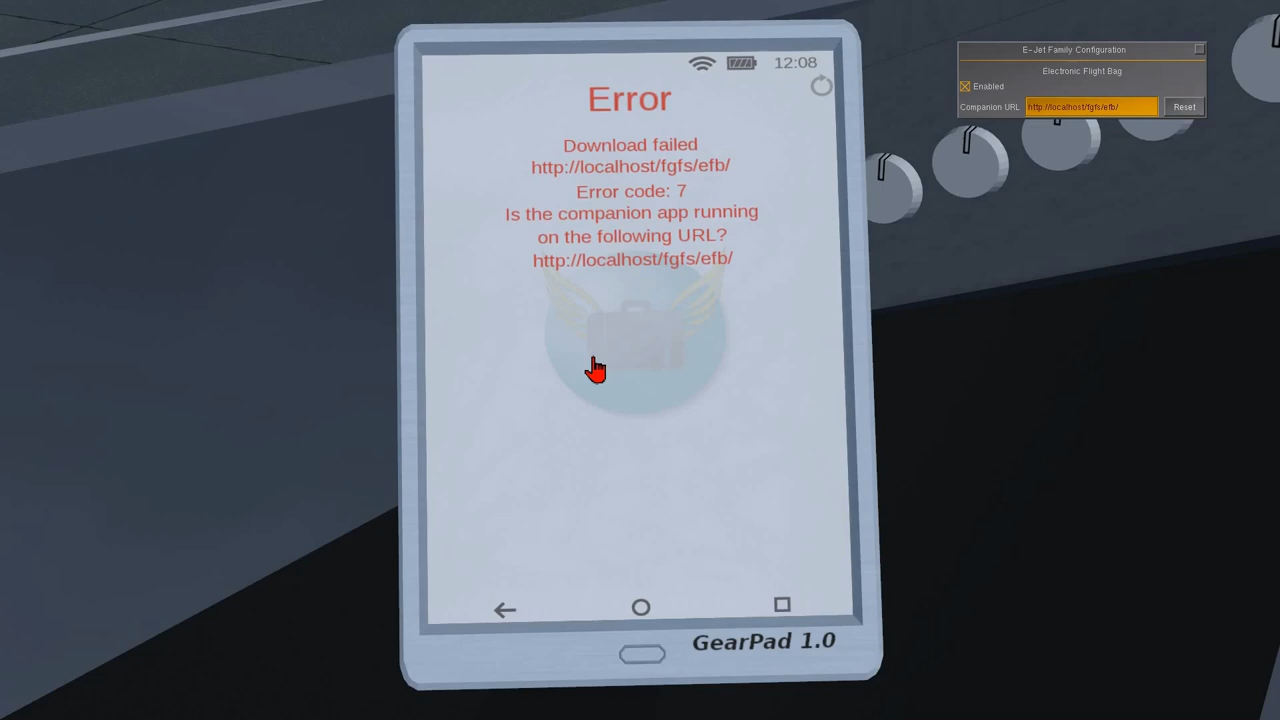 12:08
Error
Download failed
http://localhost/fgfs/efb/
Error code: 7
Is the companion app running
on the following URL?
http://localhost/fgfs/efb/
GearPad 1.0
E-Jet Family Configuration
Electronic Flight Bag
Enabled
Companion URL http://localhost/fgfs/efb/ Reset